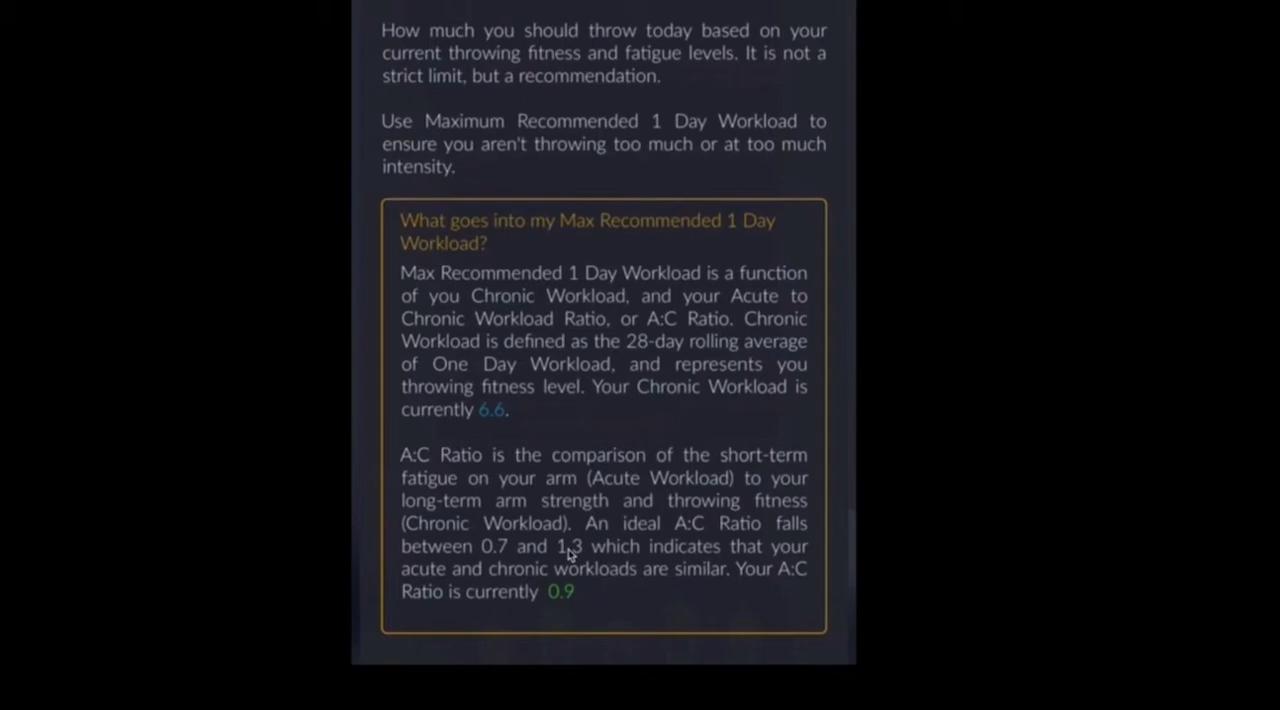 How much you should throw today based on your
current throwing fitness and fatigue levels. It is not a
strict limit, but a recommendation.
Use Maximum Recommended 1 Day Workload to
ensure you aren't throwing too much or at too much
intensity.
What goes into my Max Recommended 1 Day
Workload?
Max Recommended 1 Day Workload is a function
of you Chronic Workload, and your Acute to
Chronic Workload Ratio, or A:C Ratio. Chronic
Workload is defined as the 28-day rolling average
of One Day Workload, and represents you
throwing fitness level. Your Chronic Workload is
currently 6.6.
A:C Ratio is the comparison of the short-term
fatigue on your arm (Acute Workload) to your
long-term arm strength and throwing fitness
(Chronic Workload). An ideal A:C Ratio falls
between 0.7 and 1.3 which indicates that your
acute and chronic workloads are similar. Your A:C
Ratio is currently 0.9